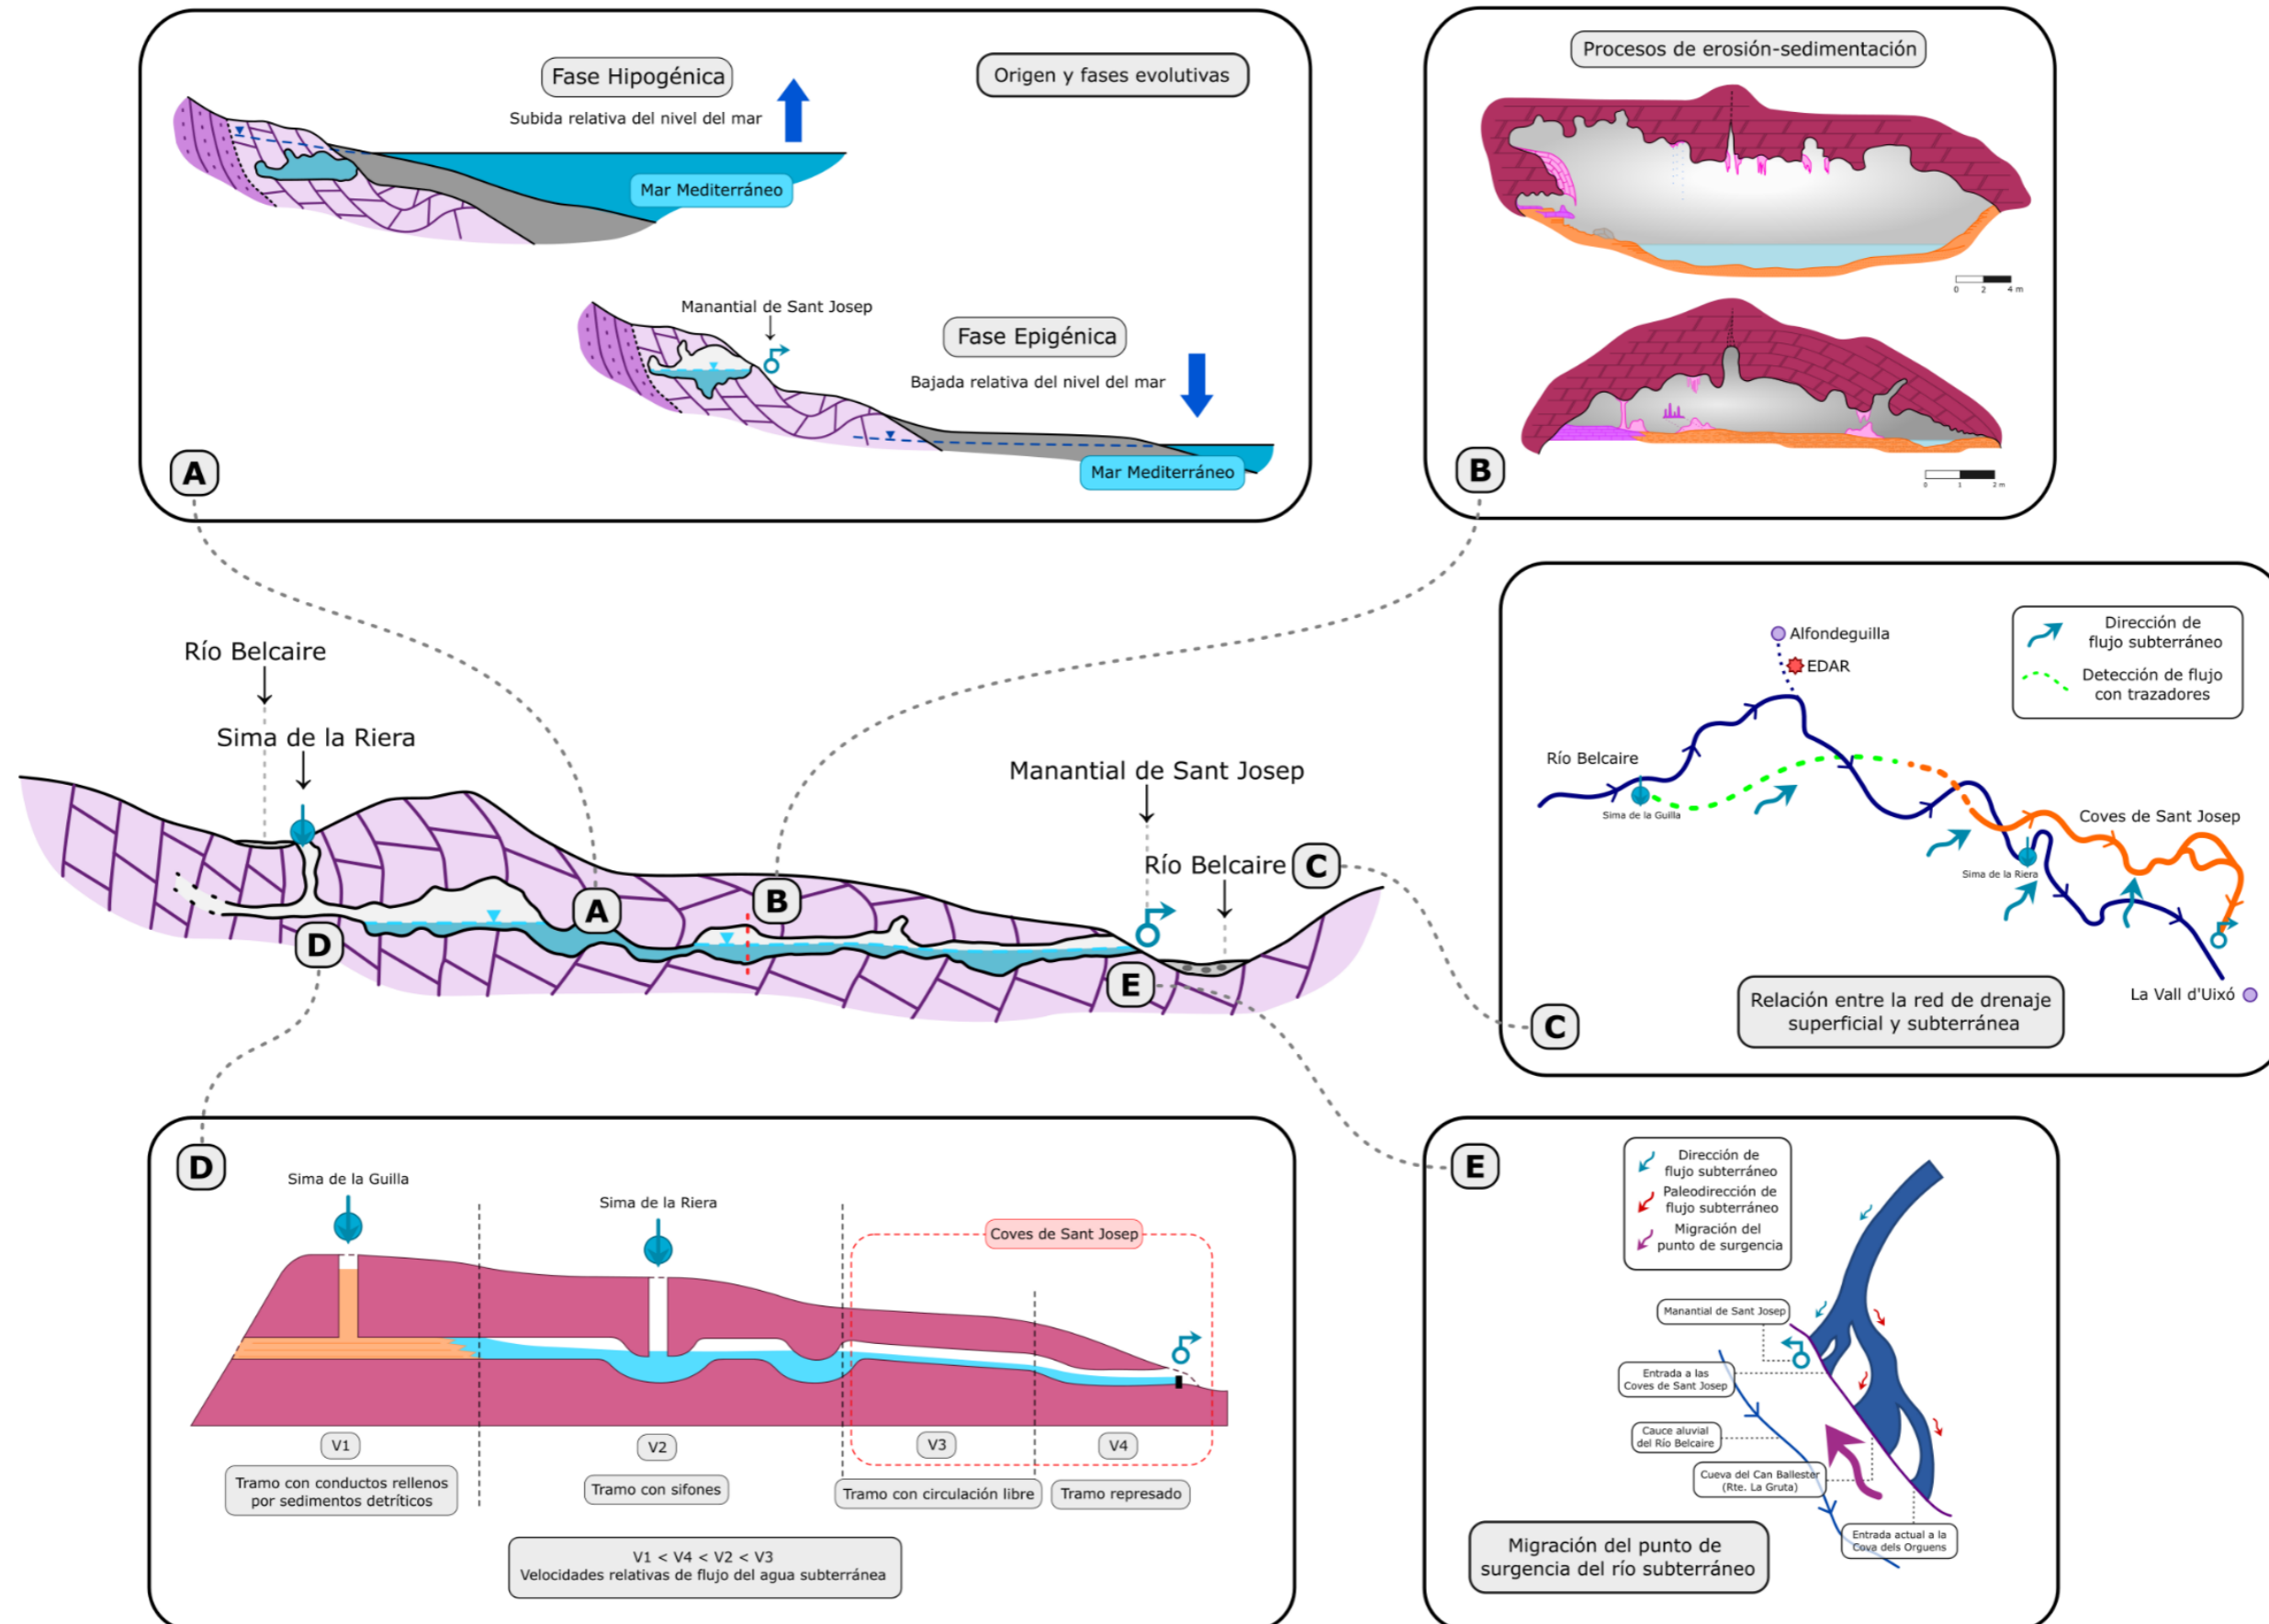 Fase Hipogénica
Subida relativa del nivel del mar
Origen y fases evolutivas
Mar Mediterráneo
Manantial de Sant Josep
Fase Epigénica
Bajada relativa del nivel del mar
Mar Mediterráneo
A
Procesos de erosión-sedimentación
0 2 4 m
0 1 2 m
B
Río Belcaire
Sima de la Riera
Manantial de Sant Josep
Río Belcaire
C
A
B
D
E
Dirección de
flujo subterráneo
Detección de flujo
con trazadores
Alfondeguilla
EDAR
Río Belcaire
Sima de la Guilla
Coves de Sant Josep
Sima de la Riera
La Vall d'Uixó
Relación entre la red de drenaje
superficial y subterránea
C
D
Sima de la Guilla
Sima de la Riera
Coves de Sant Josep
V1
V2
V3
V4
Tramo con conductos rellenos
por sedimentos detríticos
Tramo con sifones
Tramo con circulación libre
Tramo represado
V1 < V4 < V2 < V3
Velocidades relativas de flujo del agua subterránea
E
Dirección de
flujo subterráneo
Paleodirección de
flujo subterráneo
Migración del
punto de surgencia
Manantial de Sant Josep
Entrada a las
Coves de Sant Josep
Cauce aluvial
del Río Belcaire
Cueva del Can Ballester
(Rte. La Gruta)
Entrada actual a la
Cova dels Orguens
Migración del punto de
surgencia del río subterráneo